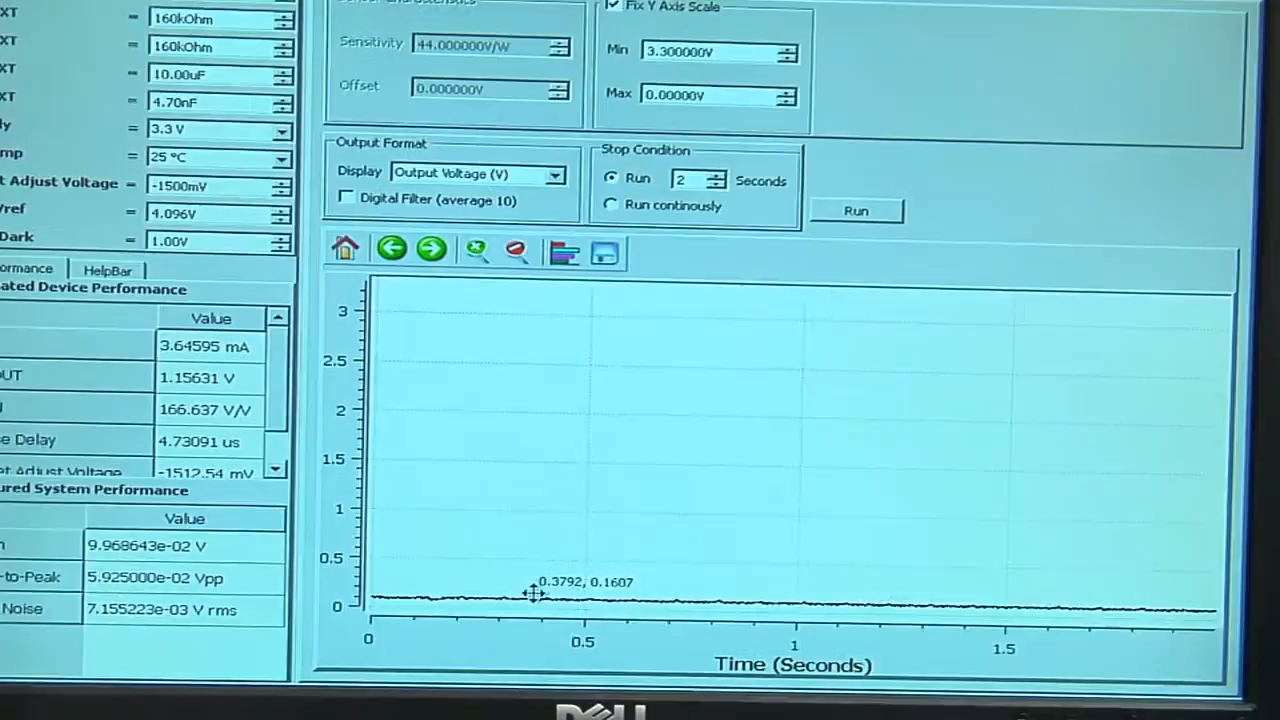 XT = 160kOhm
XT = 160kOhm
XT = 10.00uF
XT = 4.70nF
ly = 3.3 V
mp = 25 °C
t Adjust Voltage = -1500mV
Vref = 4.096V
Dark = 1.00V
ormance HelpBar
ated Device Performance
Value
3.64595 mA
UT 1.15631 V
166.637 V/V
e Delay 4.73091 us
et Adjust Voltage -1512.54 mV
ured System Performance
Value
n 9.968643e-02 V
-to-Peak 5.925000e-02 Vpp
Noise 7.155223e-03 V rms
Sensitivity 44.000000V/W
Offset 0.000000V
Fix Y Axis Scale
Min 3.300000V
Max 0.00000V
Output Format
Display Output Voltage (V)
Digital Filter (average 10)
Stop Condition
Run 2 Seconds
Run continously
Run
3
2.5
2
1.5
1
0.5
0
0.3792, 0.1607
0 0.5 1 1.5
Time (Seconds)
DELL